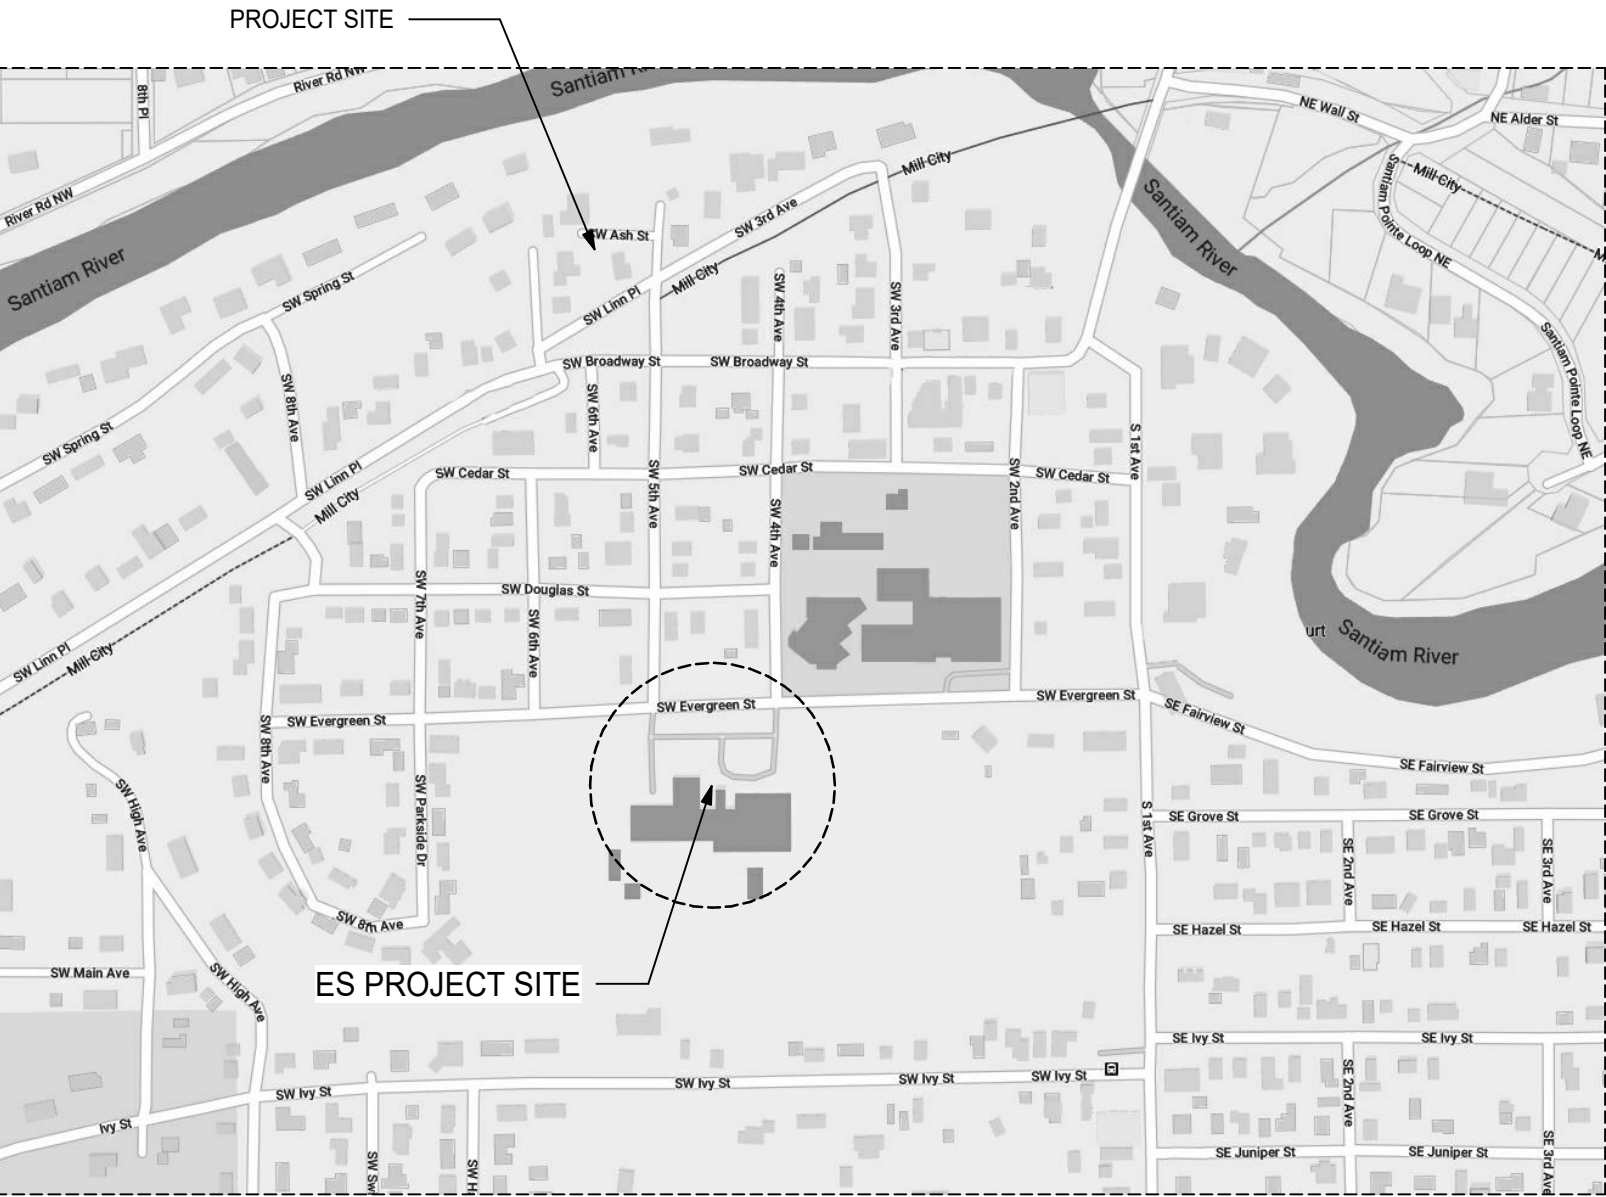 PROJECT SITE
River Rd NW
Santiam
8th Pl
NE Wall St
NE Alder St
Mill City
Mill City
Santiam River
Santiam Pointe Loop NE
River Rd NW
SW 3rd Ave
SW Ash St
Santiam River
SW Spring St
Mill City
SW Linn Pl
SW 4th Ave
SW 3rd Ave
Santiam Pointe Loop NE
SW Broadway St
SW Broadway St
SW 8th Ave
SW 6th Ave
SW Spring St
S 1st Ave
SW Linn Pl
SW Cedar St
SW Cedar St
SW Cedar St
Mill City
SW 5th Ave
SW 4th Ave
SW 2nd Ave
SW Douglas St
SW 7th Ave
SW 6th Ave
urt
Santiam River
SW Linn Pl
Mill City
SW Evergreen St
SW Evergreen St
SW Evergreen St
SW 8th Ave
SE Fairview St
SE Fairview St
SW High Ave
SW Parkside Dr
S 1st Ave
SE Grove St
SE Grove St
SE 2nd Ave
SE 3rd Ave
SW 8th Ave
SE Hazel St
SE Hazel St
SE Hazel St
SW Main Ave
SW High Ave
ES PROJECT SITE
SE Ivy St
SE Ivy St
SW Ivy St
SW Ivy St
SW Ivy St
SW Ivy St
Ivy St
SE 2nd Ave
SE Juniper St
SE Juniper St
SE 3rd Ave
SW Sw
SW H